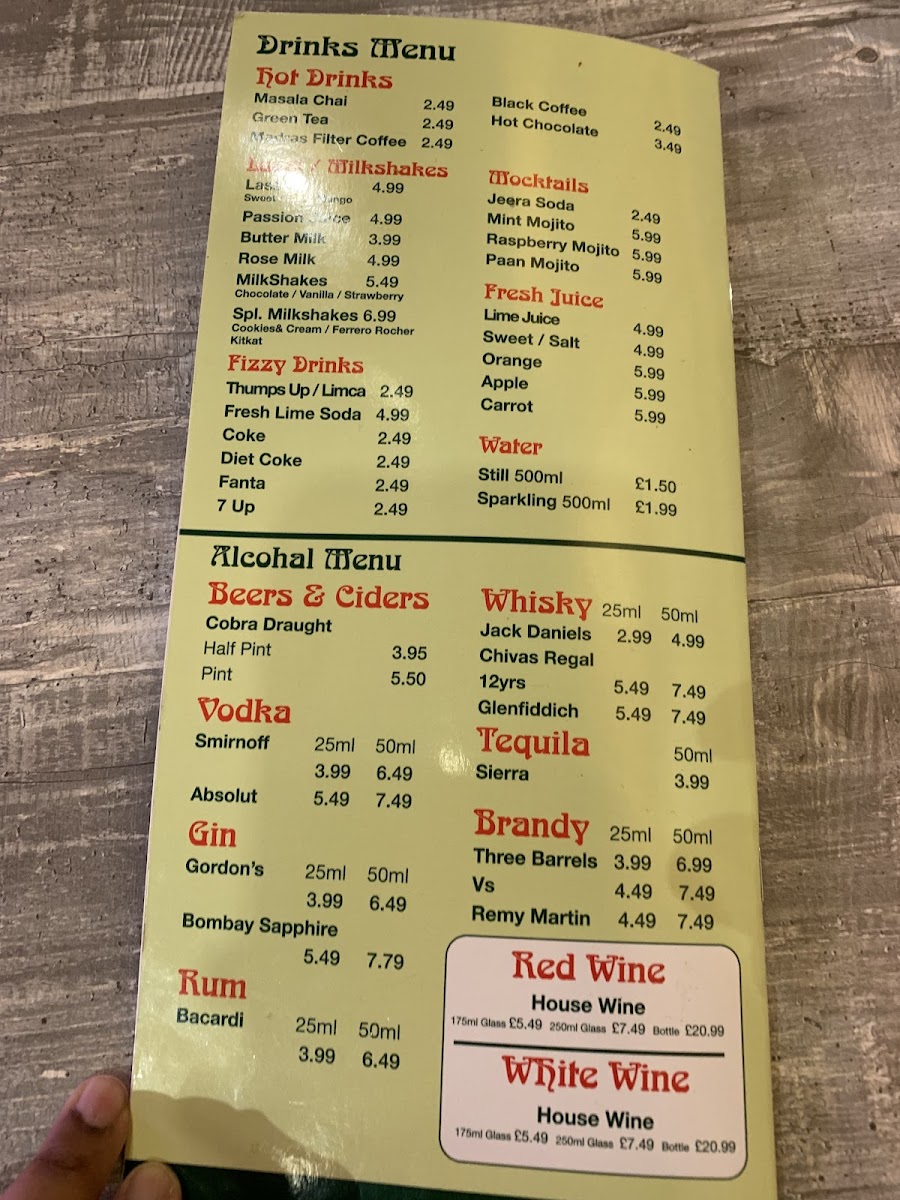 Drinks Menu
Hot Drinks
Masala Chai 2.49
Green Tea 2.49
Madras Filter Coffee 2.49
Black Coffee 2.49
Hot Chocolate 3.49
/ Milkshakes
4.99
Sweet
Passion 4.99
Butter Milk 3.99
Rose Milk 4.99
MilkShakes 5.49
Chocolate / Vanilla / Strawberry
Spl. Milkshakes 6.99
Cookies& Cream / Ferrero Rocher
Kitkat
Fizzy Drinks
Thumps Up / Limca 2.49
Fresh Lime Soda 4.99
Coke 2.49
Diet Coke 2.49
Fanta 2.49
7 Up 2.49
Mocktails
Jeera Soda 2.49
Mint Mojito 5.99
Raspberry Mojito 5.99
Paan Mojito 5.99
Fresh Juice
Lime Juice 4.99
Sweet / Salt 4.99
Orange 5.99
Apple 5.99
Carrot 5.99
Water
Still 500ml £1.50
Sparkling 500ml £1.99
Alcohal Menu
Beers & Ciders
Cobra Draught
Half Pint 3.95
Pint 5.50
Vodka
Smirnoff 25ml 50ml
3.99 6.49
Absolut 5.49 7.49
Gin
Gordon's 25ml 50ml
3.99 6.49
Bombay Sapphire
5.49 7.79
Rum
Bacardi 25ml 50ml
3.99 6.49
Whisky 25ml 50ml
Jack Daniels 2.99 4.99
Chivas Regal
12yrs 5.49 7.49
Glenfiddich 5.49 7.49
Tequila 50ml
Sierra 3.99
Brandy 25ml 50ml
Three Barrels 3.99 6.99
Vs 4.49 7.49
Remy Martin 4.49 7.49
Red Wine
House Wine
175ml Glass £5.49 250ml Glass £7.49 Bottle £20.99
White Wine
House Wine
175ml Glass £5.49 250ml Glass £7.49 Bottle £20.99